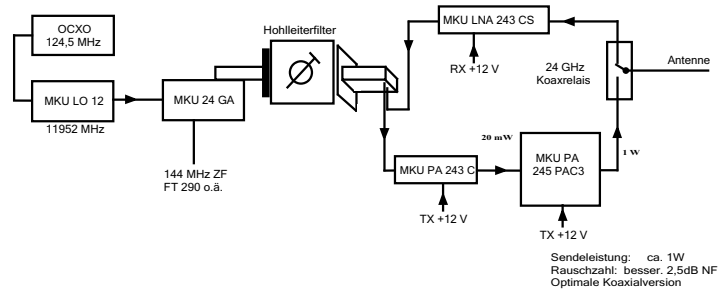 OCXO
124,5 MHz
MKU LO 12
11952 MHz
MKU 24 GA
144 MHz ZF
FT 290 o.ä.
Hohlleiterfilter
MKU LNA 243 CS
RX +12 V
24 GHz
Koaxrelais
Antenne
MKU PA 243 C
TX +12 V
20 mW
MKU PA
245 PAC3
1 W
TX +12 V
Sendeleistung: ca. 1W
Rauschzahl: besser. 2,5dB NF
Optimale Koaxialversion